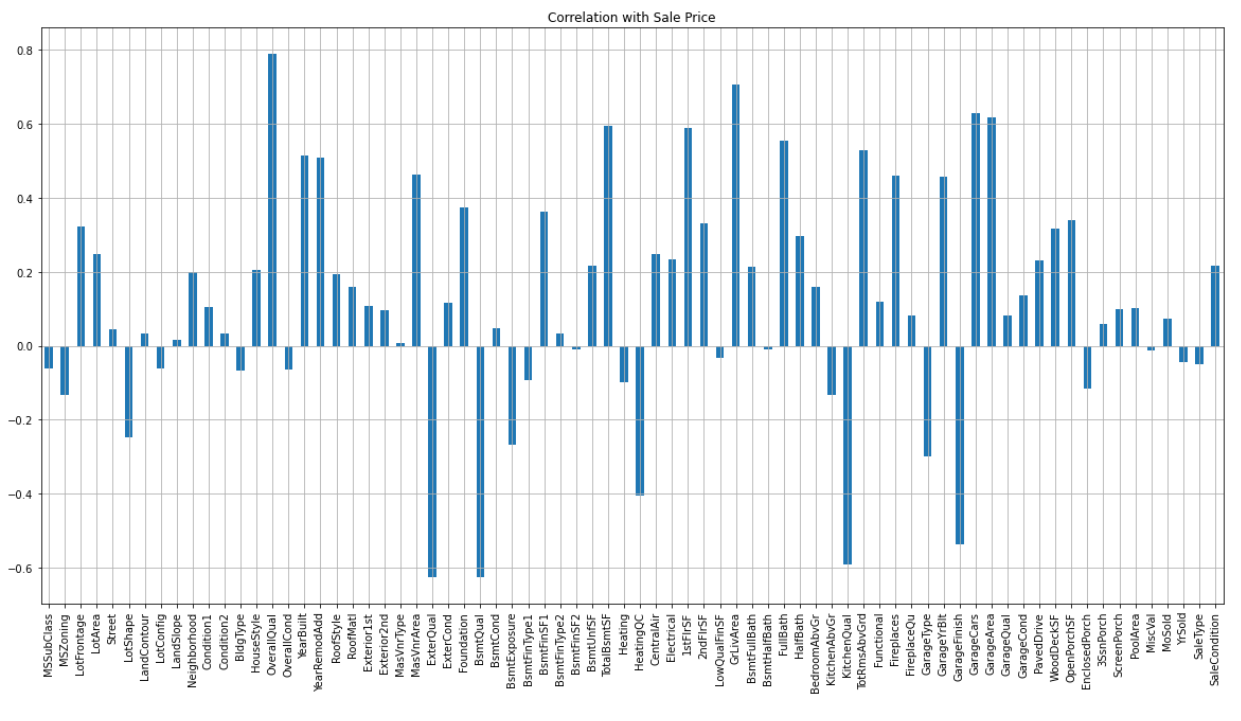 Correlation with Sale Price
0.8
0.6
0.4
0.2
0.0
−0.2
−0.4
−0.6
MSSubClass
MSZoning
LotFrontage
LotArea
Street
LotShape
LandContour
LotConfig
LandSlope
Neighborhood
Condition1
Condition2
BldgType
HouseStyle
OverallQual
OverallCond
YearBuilt
YearRemodAdd
RoofStyle
RoofMatl
Exterior1st
Exterior2nd
MasVnrType
MasVnrArea
ExterQual
ExterCond
Foundation
BsmtQual
BsmtCond
BsmtExposure
BsmtFinType1
BsmtFinSF1
BsmtFinType2
BsmtFinSF2
BsmtUnfSF
TotalBsmtSF
Heating
HeatingQC
CentralAir
Electrical
1stFlrSF
2ndFlrSF
LowQualFinSF
GrLivArea
BsmtFullBath
BsmtHalfBath
FullBath
HalfBath
BedroomAbvGr
KitchenAbvGr
KitchenQual
TotRmsAbvGrd
Functional
Fireplaces
FireplaceQu
GarageType
GarageYrBlt
GarageFinish
GarageCars
GarageArea
GarageQual
GarageCond
PavedDrive
WoodDeckSF
OpenPorchSF
EnclosedPorch
3SsnPorch
ScreenPorch
PoolArea
MiscVal
MoSold
YrSold
SaleType
SaleCondition